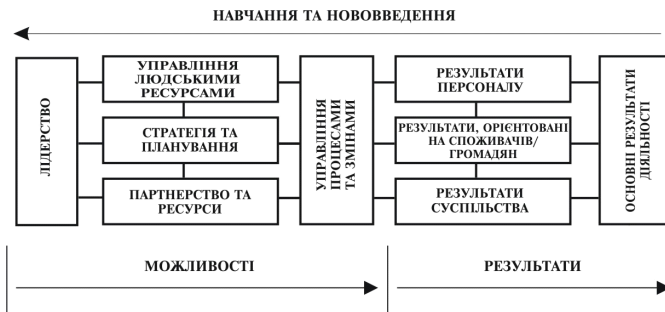 НАВЧАННЯ ТА НОВОВВЕДЕННЯ
ЛІДЕРСТВО
УПРАВЛІННЯ
ЛЮДСЬКИМИ
РЕСУРСАМИ
СТРАТЕГІЯ ТА
ПЛАНУВАННЯ
ПАРТНЕРСТВО ТА
РЕСУРСИ
УПРАВЛІННЯ
ПРОЦЕСАМИ
ТА ЗМІНАМИ
РЕЗУЛЬТАТИ
ПЕРСОНАЛУ
РЕЗУЛЬТАТИ, ОРІЄНТОВАНІ
НА СПОЖИВАЧІВ/
ГРОМАДЯН
РЕЗУЛЬТАТИ
СУСПІЛЬСТВА
ОСНОВНІ РЕЗУЛЬТАТИ
ДІЯЛЬНОСТІ
МОЖЛИВОСТІ
РЕЗУЛЬТАТИ